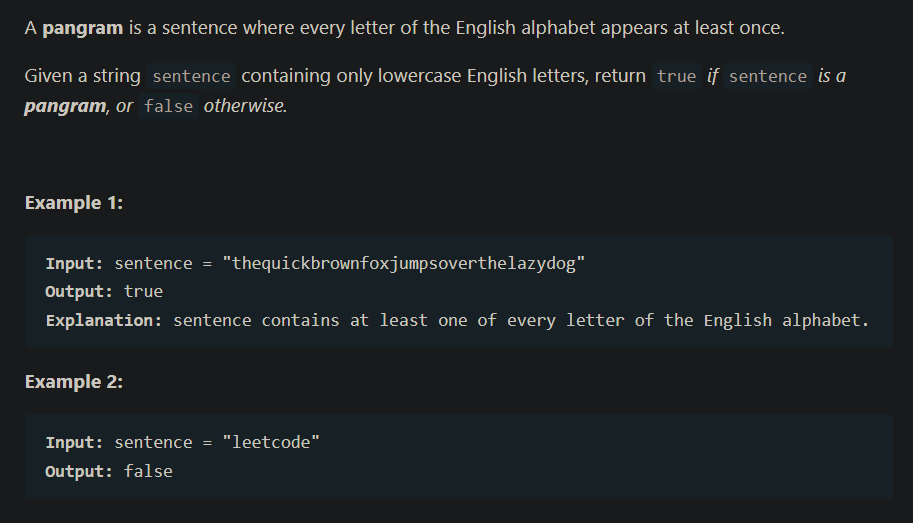 A pangram is a sentence where every letter of the English alphabet appears at least once.
Given a string sentence containing only lowercase English letters, return true if sentence is a
pangram, or false otherwise.
Example 1:
Input: sentence = "thequickbrownfoxjumpsoverthelazydog"
Output: true
Explanation: sentence contains at least one of every letter of the English alphabet.
Example 2:
Input: sentence = "leetcode"
Output: false